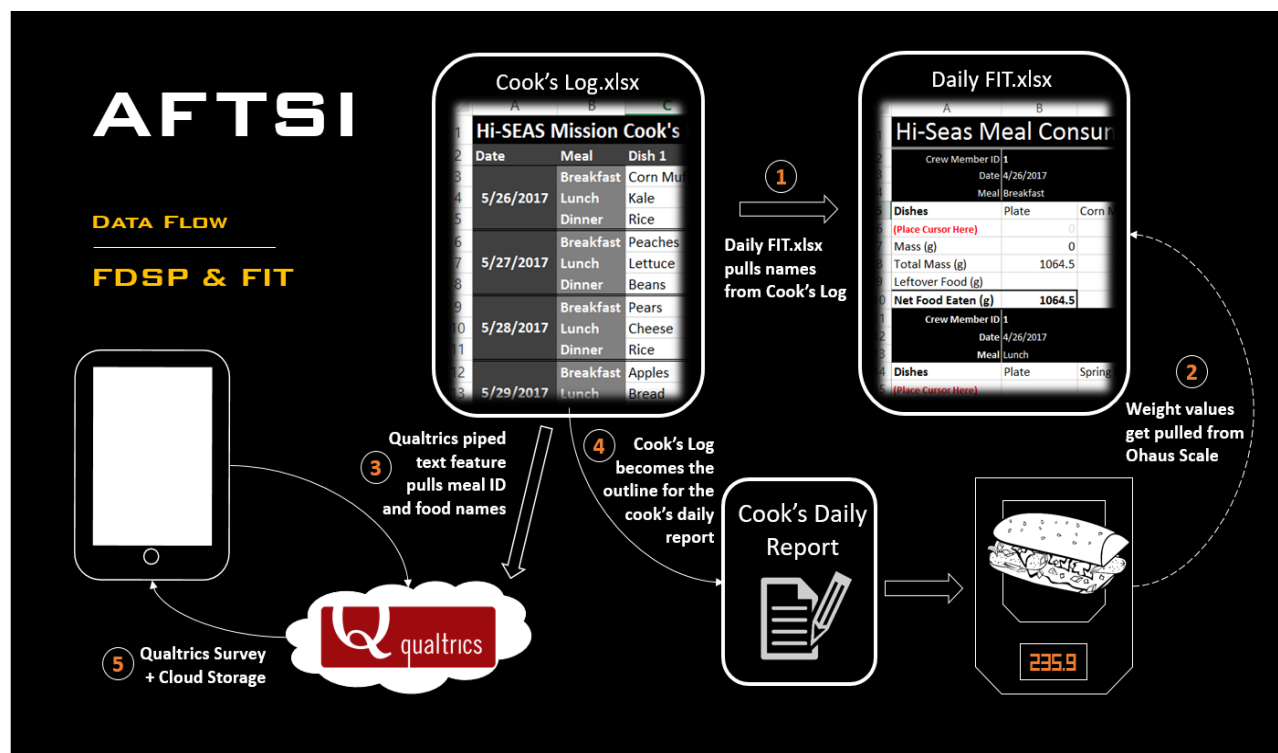 AFTSI
Data Flow
FDSP & FIT
Cook's Log.xlsx
A B C
1 Hi-SEAS Mission Cook's
2 Date Meal Dish 1
3 Breakfast Corn Muf
4 5/26/2017 Lunch Kale
5 Dinner Rice
6 Breakfast Peaches
7 5/27/2017 Lunch Lettuce
8 Dinner Beans
9 Breakfast Pears
10 5/28/2017 Lunch Cheese
11 Dinner Rice
12 Breakfast Apples
13 5/29/2017 Lunch Bread
1
Daily FIT.xlsx
pulls names
from Cook's Log
Daily FIT.xlsx
A B
1 Hi-Seas Meal Consum
2 Crew Member ID 1
3 Date 4/26/2017
4 Meal Breakfast
5 Dishes Plate Corn M
6 (Place Cursor Here) 0
7 Mass (g) 0
8 Total Mass (g) 1064.5
9 Leftover Food (g)
10 Net Food Eaten (g) 1064.5
1 Crew Member ID 1
2 Date 4/26/2017
3 Meal Lunch
4 Dishes Plate Spring
5 (Place Cursor Here)
2
Weight values
get pulled from
Ohaus Scale
3
Qualtrics piped
text feature
pulls meal ID
and food names
4
Cook's Log
becomes the
outline for the
cook's daily
report
Cook's Daily
Report
235.9
Q qualtrics
5
Qualtrics Survey
+ Cloud Storage